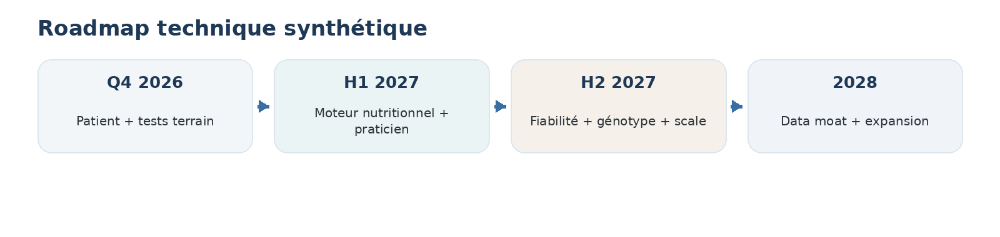 Roadmap technique synthétique
Q4 2026
Patient + tests terrain
H1 2027
Moteur nutritionnel +
praticien
H2 2027
Fiabilité + génotype + scale
2028
Data moat + expansion